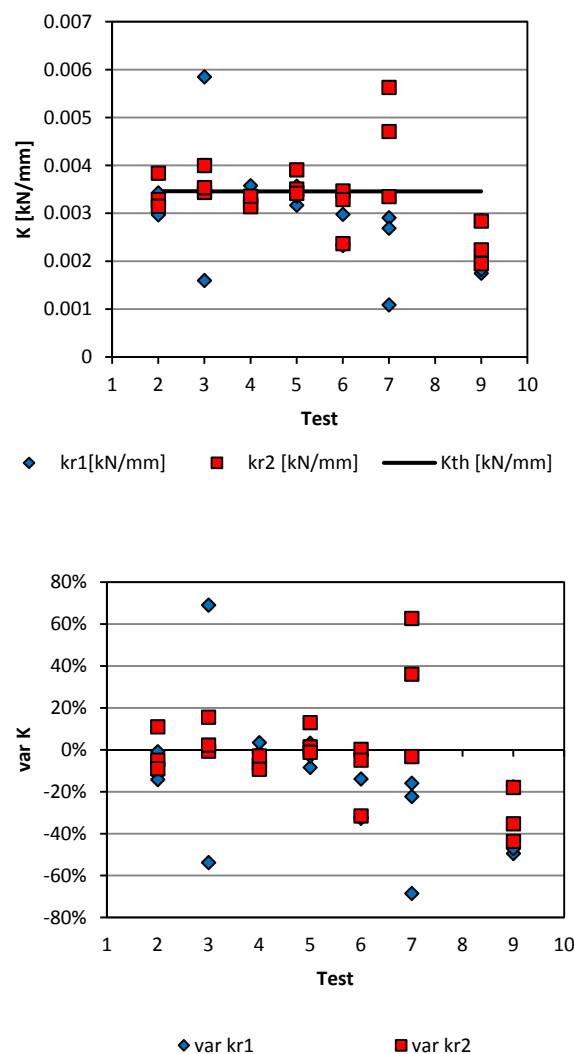 0.007
0.006
0.005
0.004
0.003
0.002
0.001
0
K [kN/mm]
1 2 3 4 5 6 7 8 9 10
Test
kr1[kN/mm] kr2 [kN/mm] Kth [kN/mm]
80%
60%
40%
20%
0%
-20%
-40%
-60%
-80%
var K
1 2 3 4 5 6 7 8 9 10
Test
var kr1 var kr2